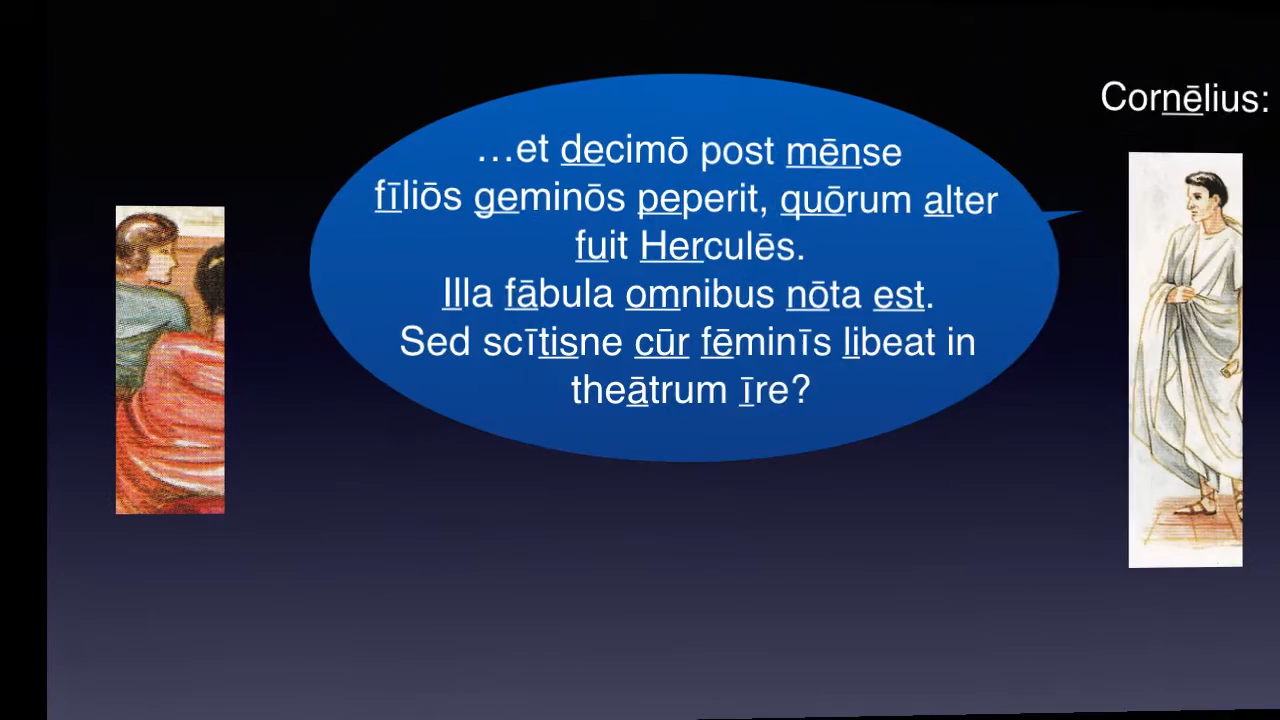 Cornēlius:
…et decimō post mēnse
fīliōs geminōs peperit, quōrum alter
fuit Herculēs.
Illa fābula omnibus nōta est.
Sed scītisne cūr fēminīs libeat in
theātrum īre?